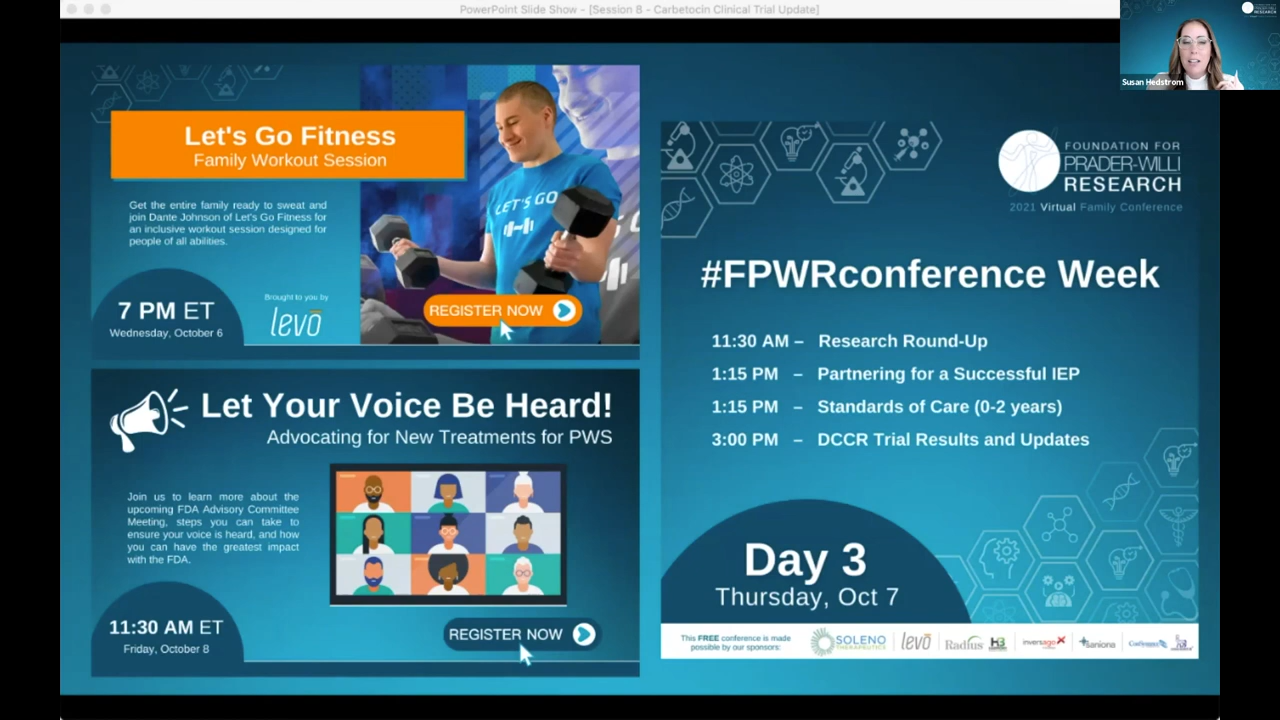 PowerPoint Slide Show - [Session 8 - Carbetocin Clinical Trial Update]
Susan Hedstrom
Let's Go Fitness
Family Workout Session
Get the entire family ready to sweat and
join Dante Johnson of Let's Go Fitness for
an inclusive workout session designed for
people of all abilities.
7 PM ET
Wednesday, October 6
Brought to you by
levō
LET'S GO
REGISTER NOW
Let Your Voice Be Heard!
Advocating for New Treatments for PWS
Join us to learn more about the
upcoming FDA Advisory Committee
Meeting, steps you can take to
ensure your voice is heard, and how
you can have the greatest impact
with the FDA.
11:30 AM ET
Friday, October 8
REGISTER NOW
FOUNDATION FOR
PRADER-WILLI
RESEARCH
2021 Virtual Family Conference
#FPWRconference Week
11:30 AM – Research Round-Up
1:15 PM – Partnering for a Successful IEP
1:15 PM – Standards of Care (0-2 years)
3:00 PM – DCCR Trial Results and Updates
Day 3
Thursday, Oct 7
This FREE conference is made
possible by our sponsors:
SOLENO
THERAPEUTICS
levō
Radius
inversago
saniona